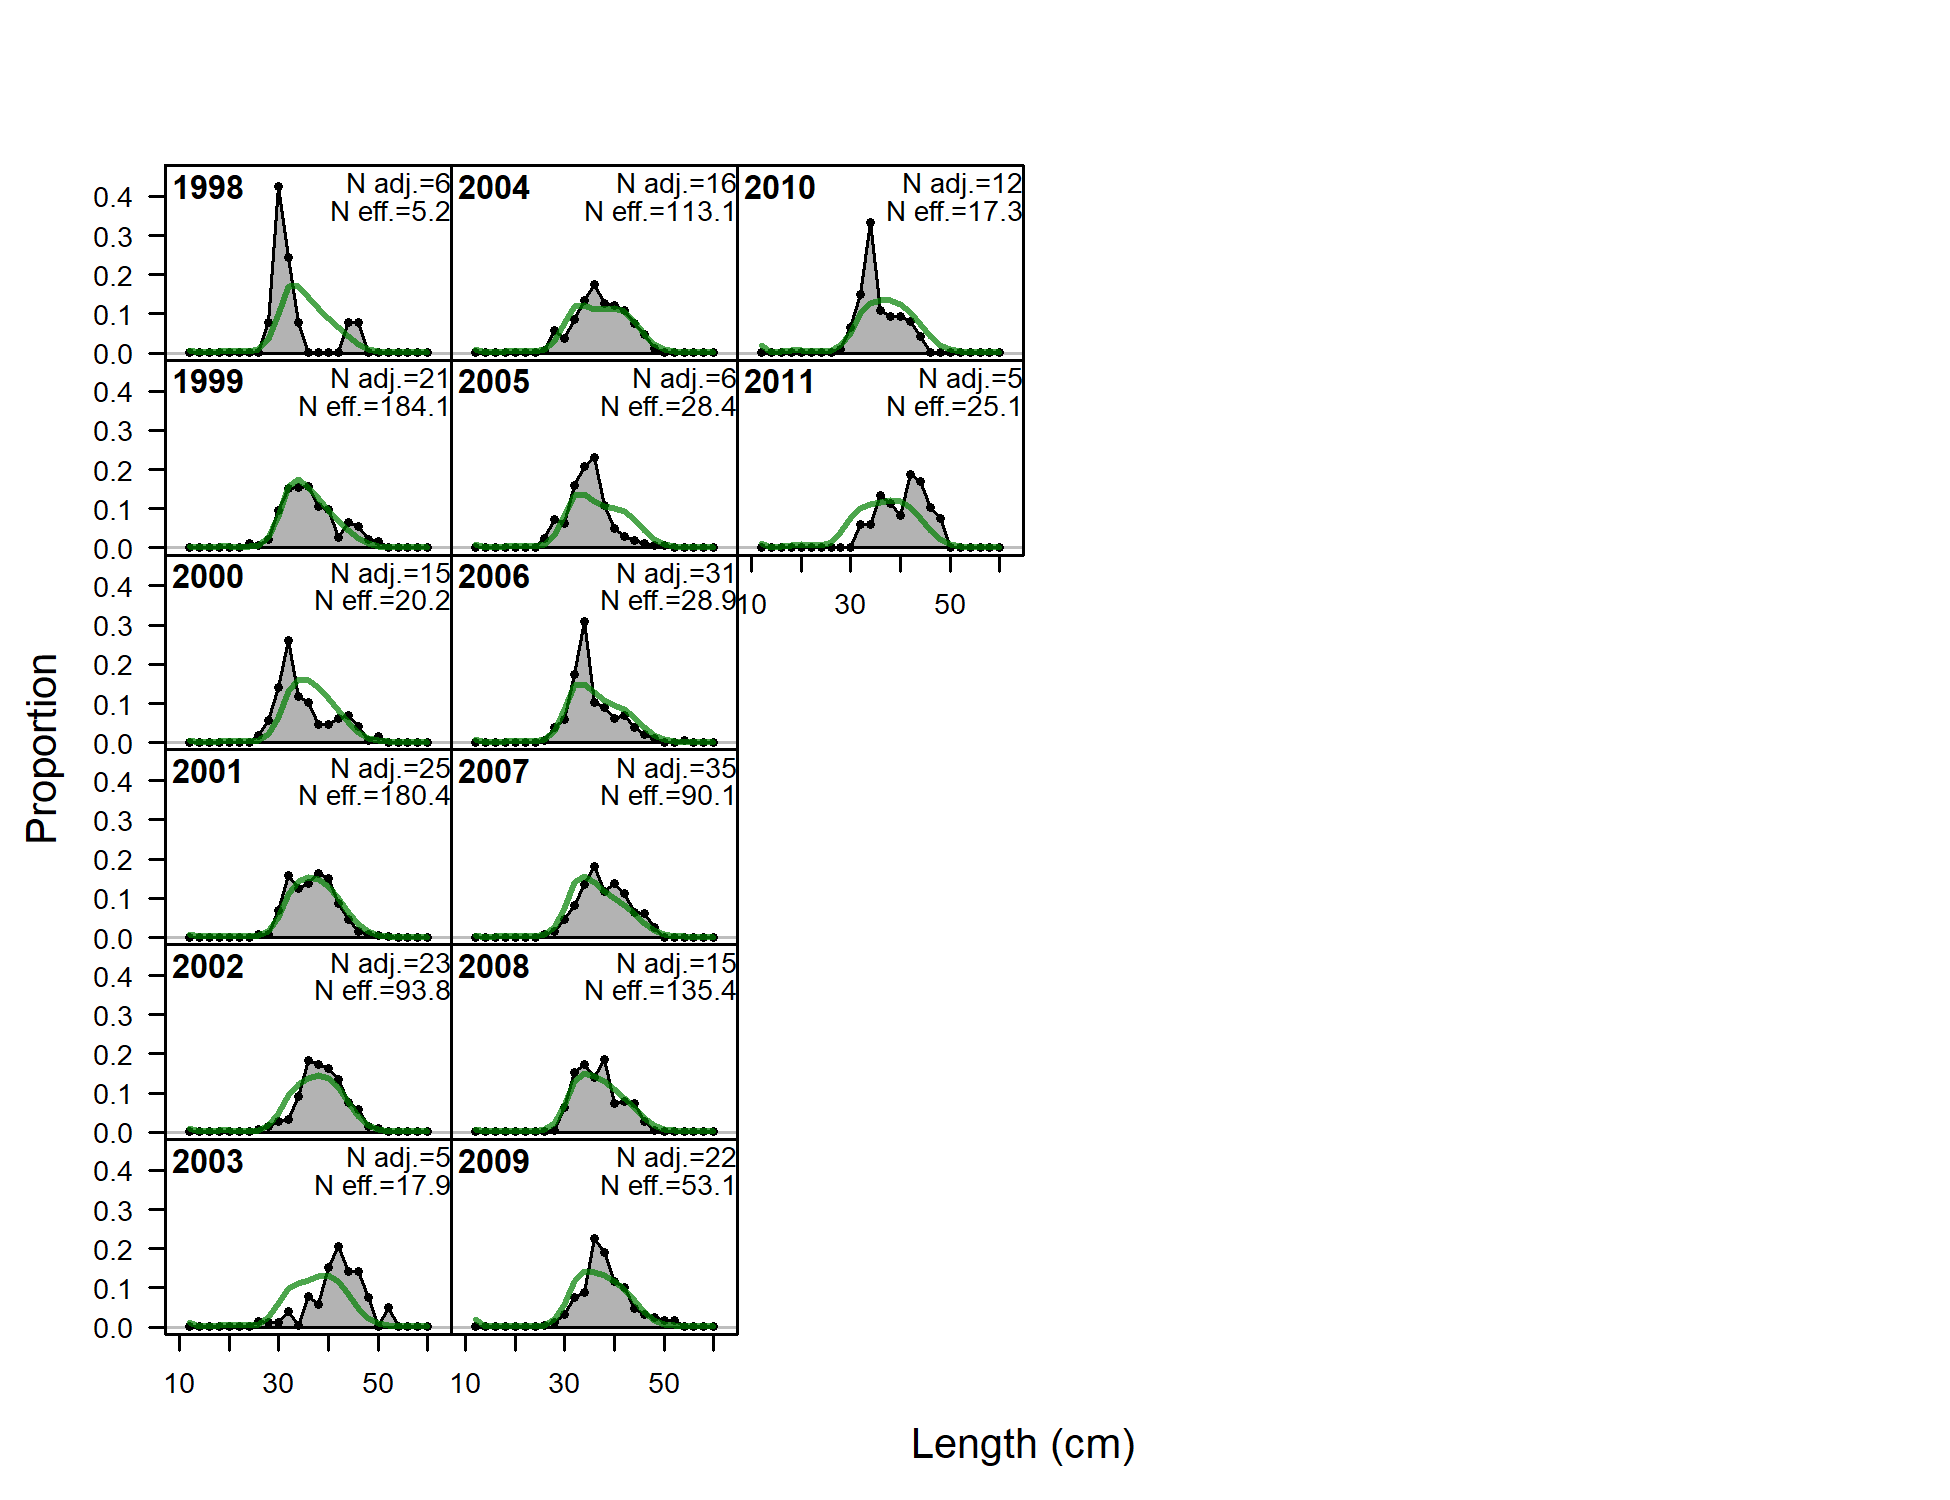 Proportion
1998
N adj.=6
N eff.=5.2
2004
N adj.=16
N eff.=113.1
2010
N adj.=12
N eff.=17.3
0.4
0.3
0.2
0.1
0.0
1999
N adj.=21
N eff.=184.1
2005
N adj.=6
N eff.=28.4
2011
N adj.=5
N eff.=25.1
0.4
0.3
0.2
0.1
0.0
2000
N adj.=15
N eff.=20.2
2006
N adj.=31
N eff.=28.9
10 30 50
0.4
0.3
0.2
0.1
0.0
2001
N adj.=25
N eff.=180.4
2007
N adj.=35
N eff.=90.1
0.4
0.3
0.2
0.1
0.0
2002
N adj.=23
N eff.=93.8
2008
N adj.=15
N eff.=135.4
0.4
0.3
0.2
0.1
0.0
2003
N adj.=5
N eff.=17.9
2009
N adj.=22
N eff.=53.1
0.4
0.3
0.2
0.1
0.0
10 30 50 10 30 50
Length (cm)